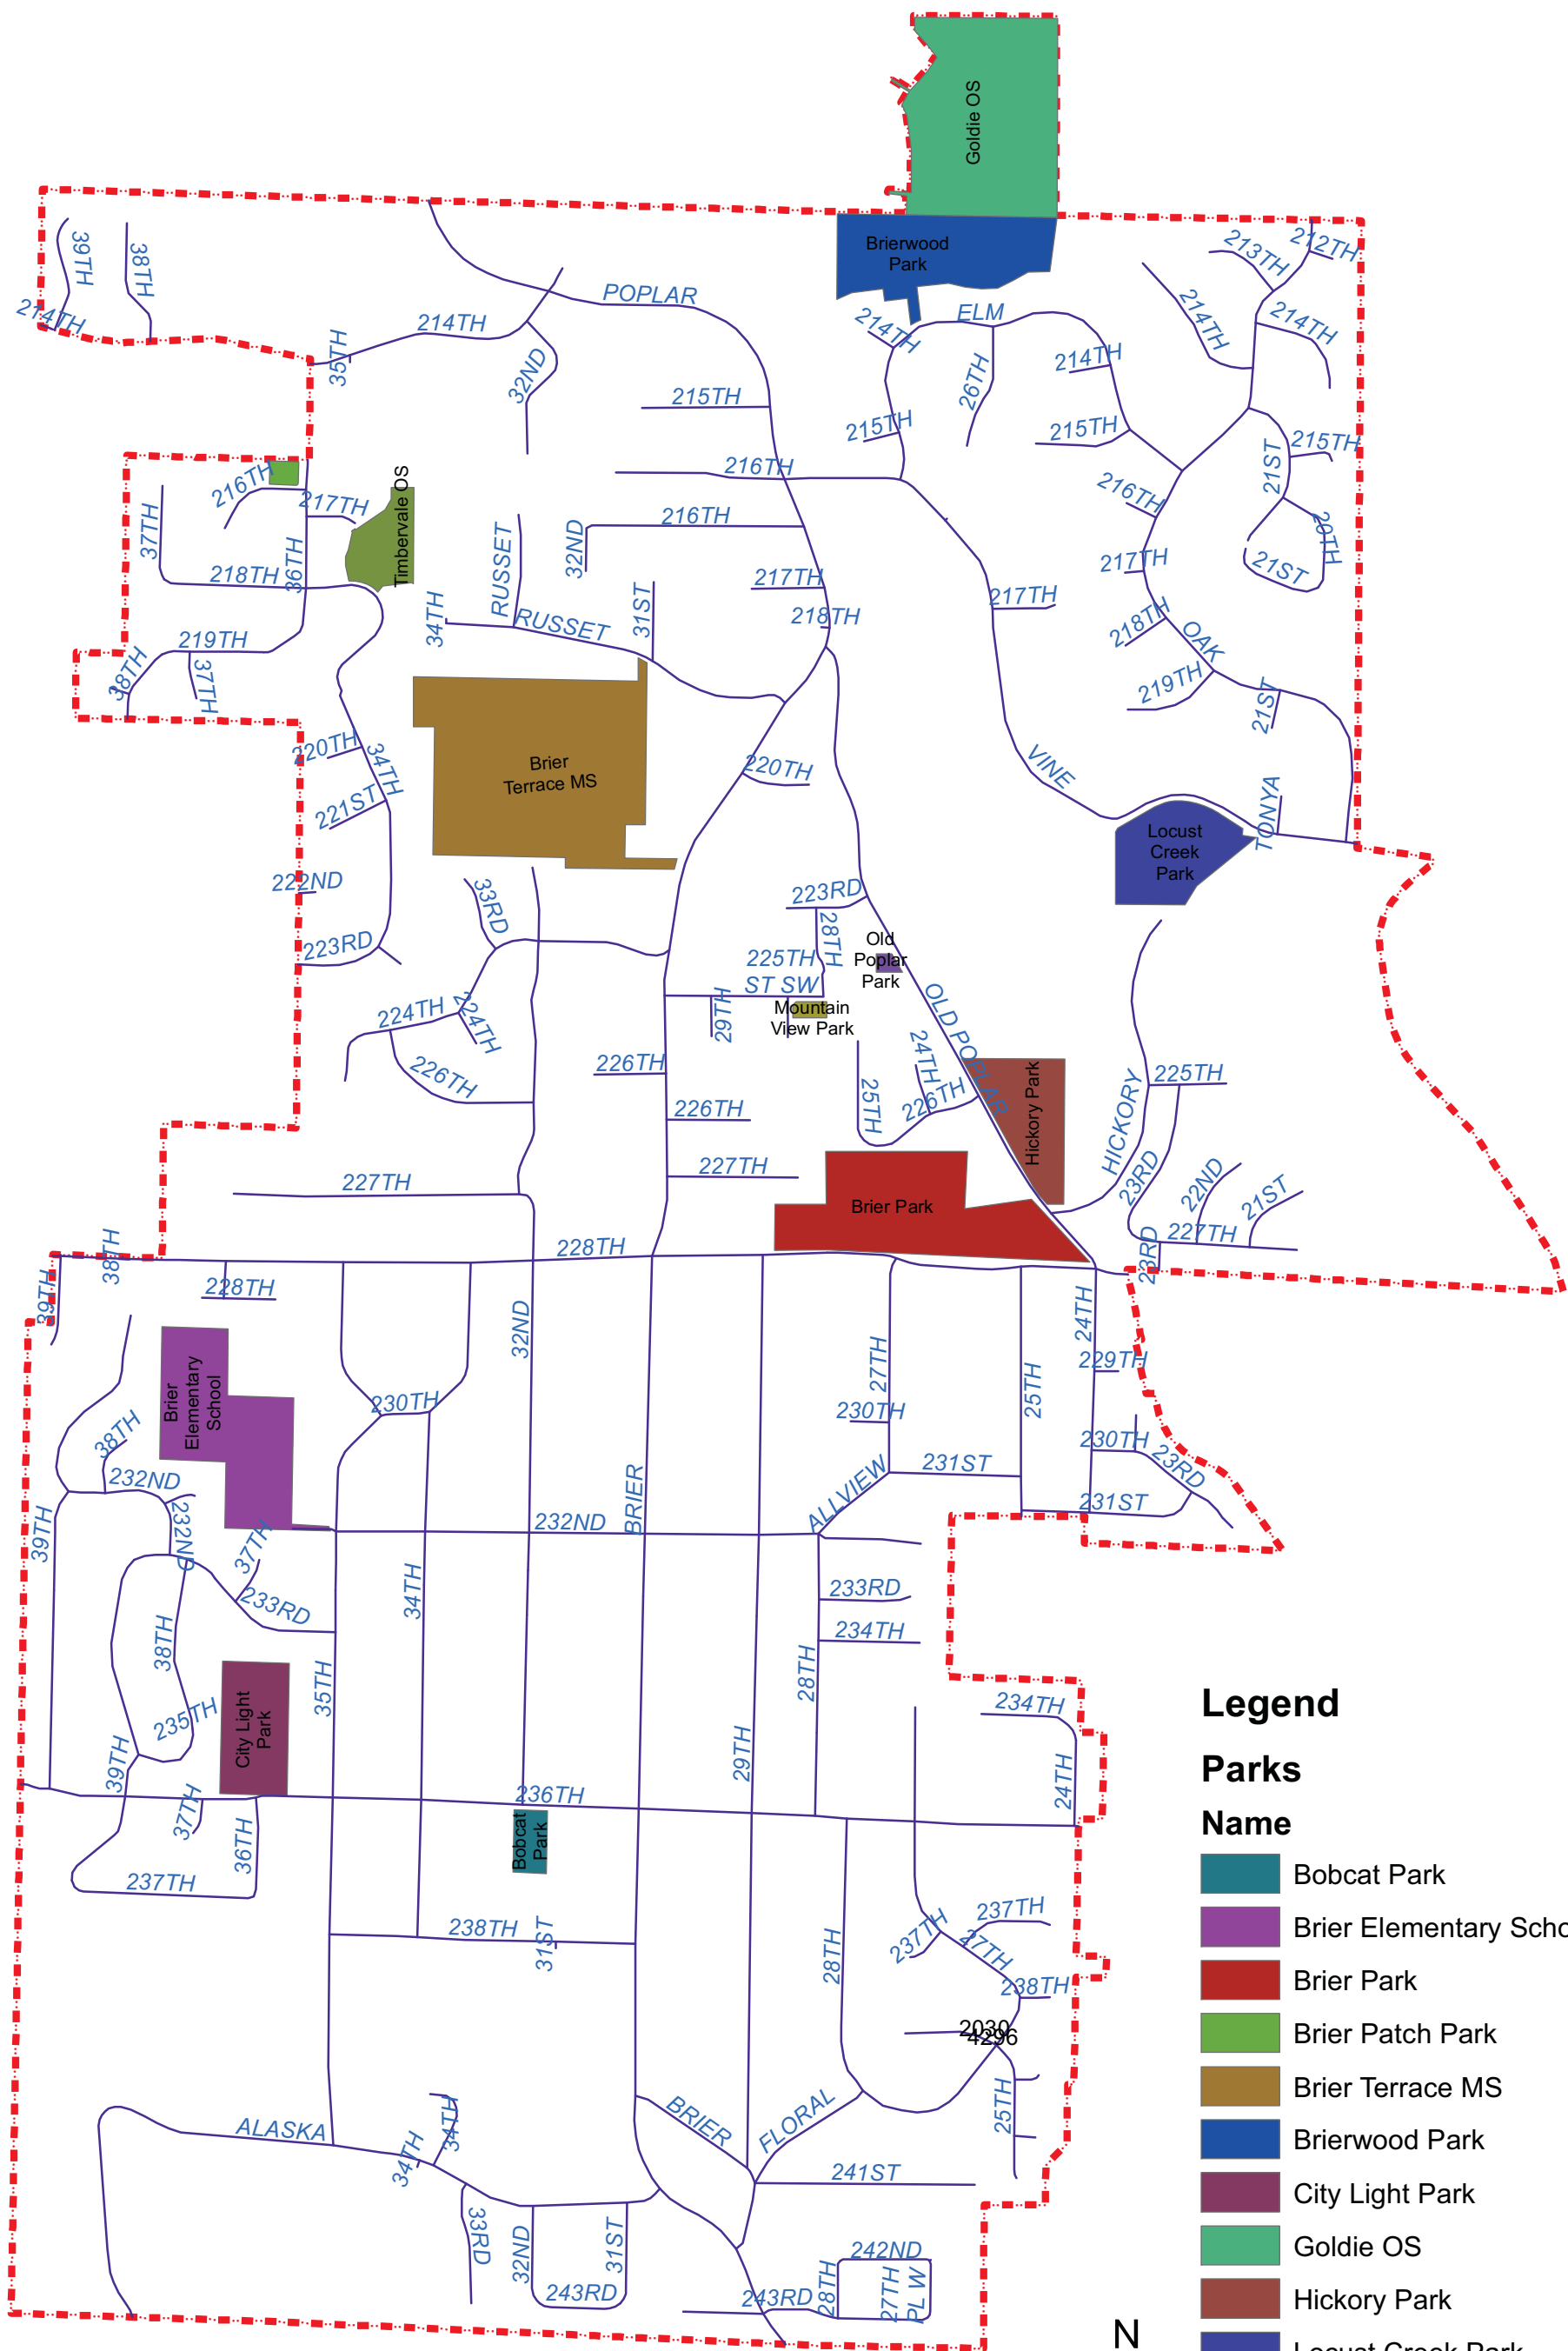 Goldie OS
Brierwood
Park
39TH
38TH
214TH
213TH
212TH
POPLAR
ELM
214TH
214TH
214TH
214TH
35TH
32ND
26TH
214TH
215TH
215TH
215TH
21ST
215TH
216TH
216TH
217TH
Timbervale OS
37TH
36TH
218TH
216TH
216TH
32ND
RUSSET
216TH
20TH
21ST
217TH
217TH
217TH
34TH
RUSSET
31ST
218TH
218TH
OAK
219TH
38TH
37TH
219TH
21ST
220TH
34TH
221ST
Brier
Terrace MS
220TH
VINE
TONYA
Locust
Creek
Park
222ND
33RD
223RD
223RD
28TH
Old
Poplar
Park
225TH
ST SW
Mountain
View Park
29TH
OLD POPLAR
224TH
224TH
226TH
226TH
226TH
24TH
226TH
25TH
Hickory Park
HICKORY
225TH
227TH
227TH
Brier Park
23RD
22ND
21ST
227TH
23RD
38TH
228TH
39TH
228TH
32ND
24TH
27TH
229TH
25TH
Brier
Elementary
School
230TH
230TH
230TH
23RD
38TH
232ND
BRIER
ALLVIEW
231ST
231ST
39TH
232ND
37TH
232ND
233RD
34TH
233RD
234TH
38TH
35TH
28TH
235TH
City Light
Park
234TH
39TH
29TH
24TH
37TH
236TH
36TH
Bobcat
Park
237TH
238TH
31ST
28TH
237TH
237TH
27TH
238TH
2030
4296
25TH
ALASKA
34TH
34TH
BRIER
FLORAL
241ST
33RD
32ND
31ST
243RD
242ND
243RD
28TH
27TH
PL W
Legend
Parks
Name
Bobcat Park
Brier Elementary Scho
Brier Park
Brier Patch Park
Brier Terrace MS
Brierwood Park
City Light Park
Goldie OS
Hickory Park
Locust Creek Park
N